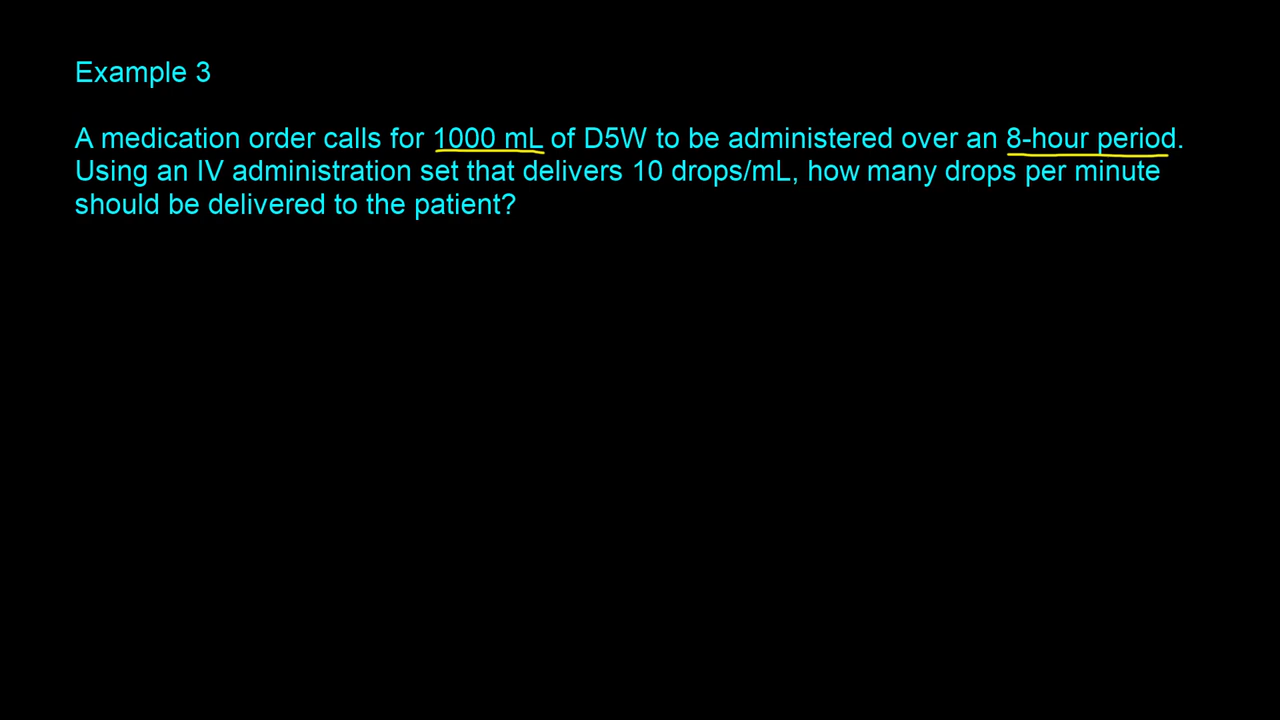 Example 3
A medication order calls for 1000 mL of D5W to be administered over an 8-hour period.
Using an IV administration set that delivers 10 drops/mL, how many drops per minute
should be delivered to the patient?